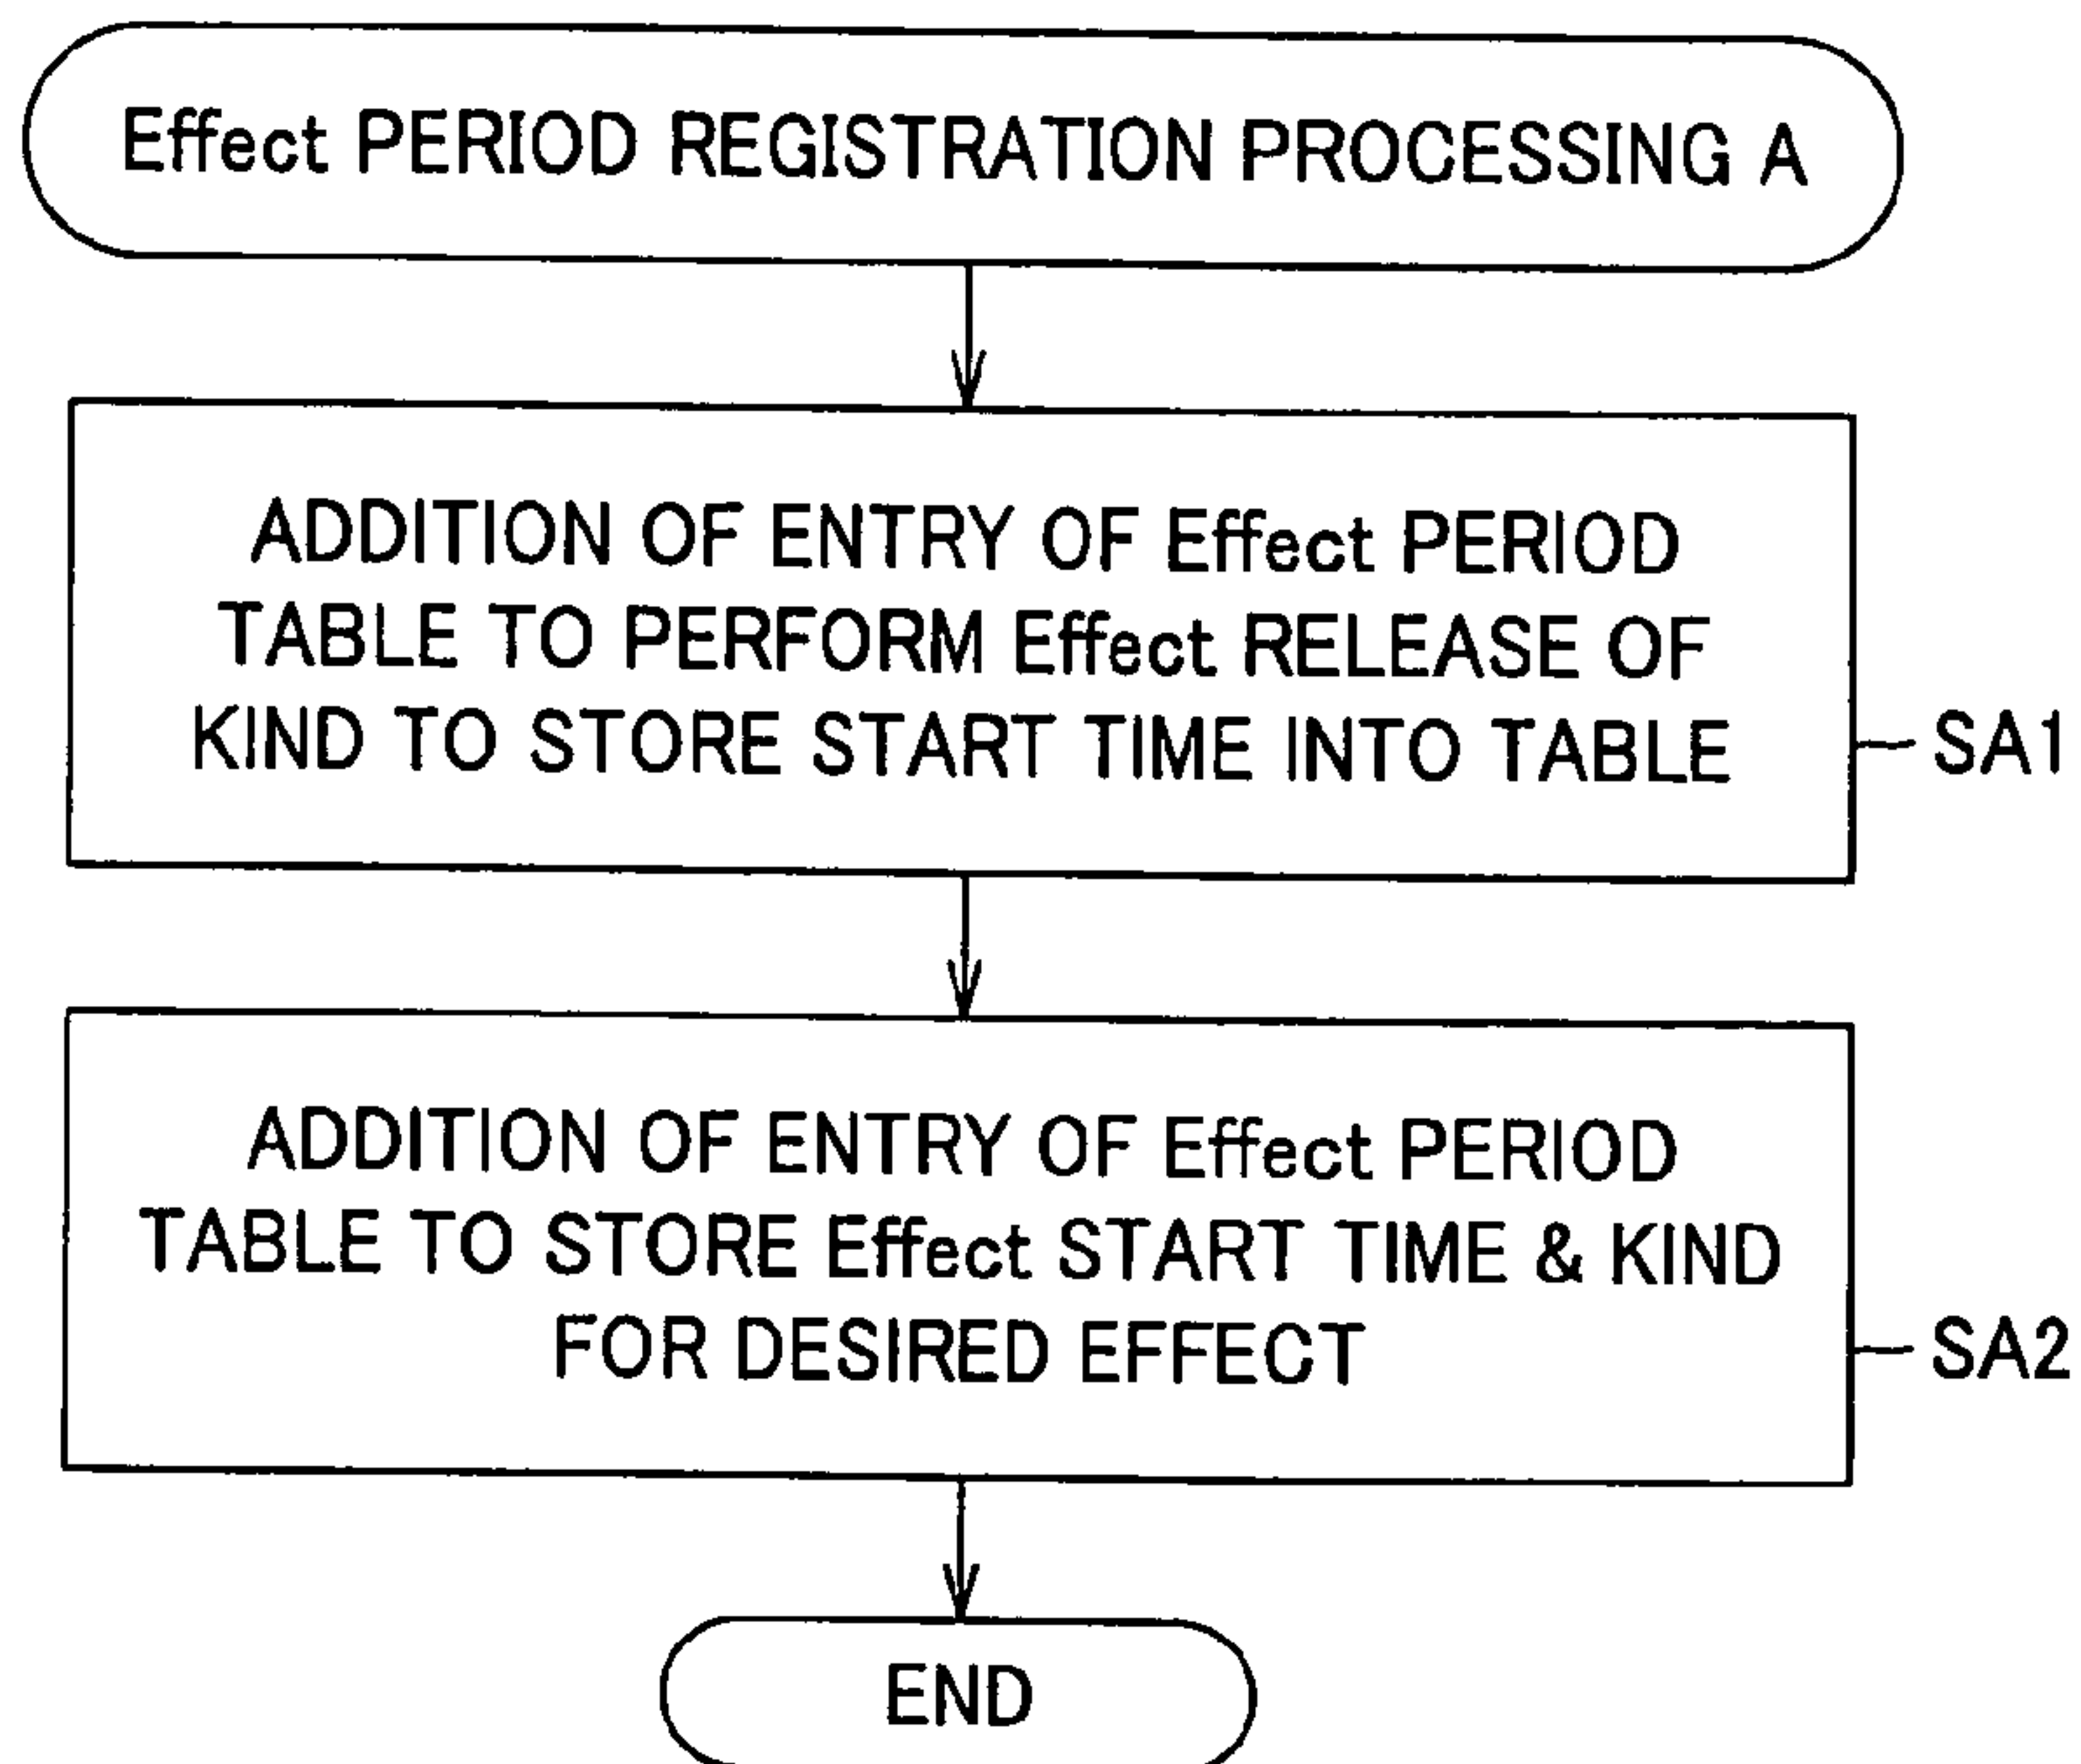 Effect PERIOD REGISTRATION PROCESSING A
ADDITION OF ENTRY OF Effect PERIOD
TABLE TO PERFORM Effect RELEASE OF
KIND TO STORE START TIME INTO TABLE
SA1
ADDITION OF ENTRY OF Effect PERIOD
TABLE TO STORE Effect START TIME & KIND
FOR DESIRED EFFECT
SA2
END